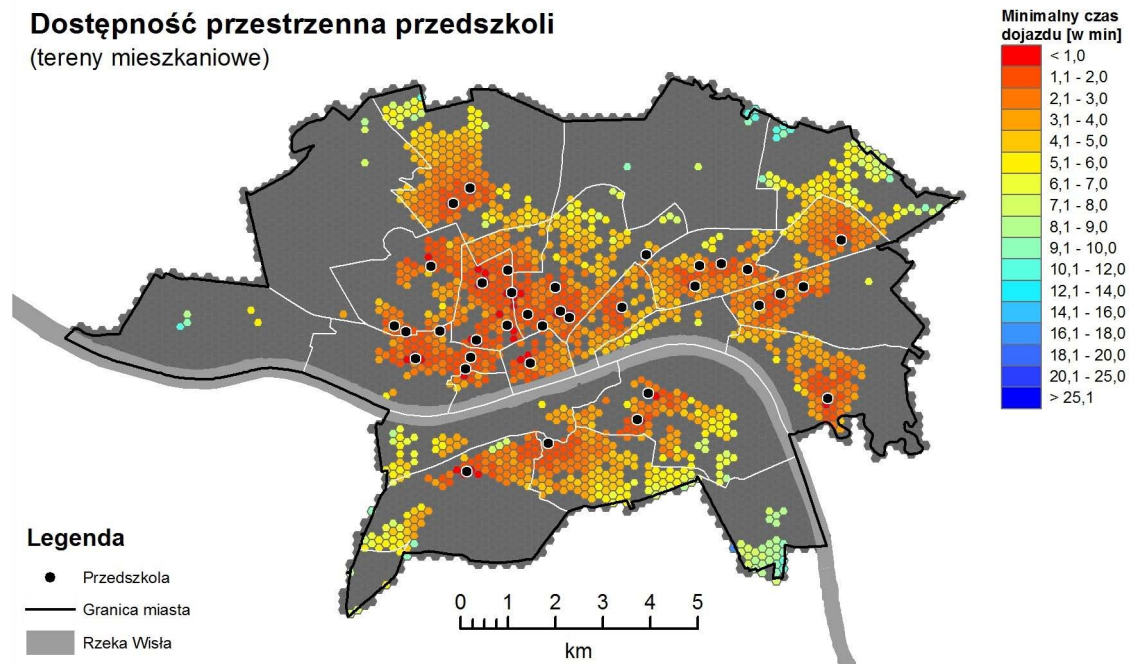 Dostępność przestrzenna przedszkoli
(tereny mieszkaniowe)
Minimalny czas
dojazdu [w min]
< 1,0
1,1 - 2,0
2,1 - 3,0
3,1 - 4,0
4,1 - 5,0
5,1 - 6,0
6,1 - 7,0
7,1 - 8,0
8,1 - 9,0
9,1 - 10,0
10,1 - 12,0
12,1 - 14,0
14,1 - 16,0
16,1 - 18,0
18,1 - 20,0
20,1 - 25,0
> 25,1
Legenda
Przedszkola
Granica miasta
Rzeka Wisła
0 1 2 3 4 5
km